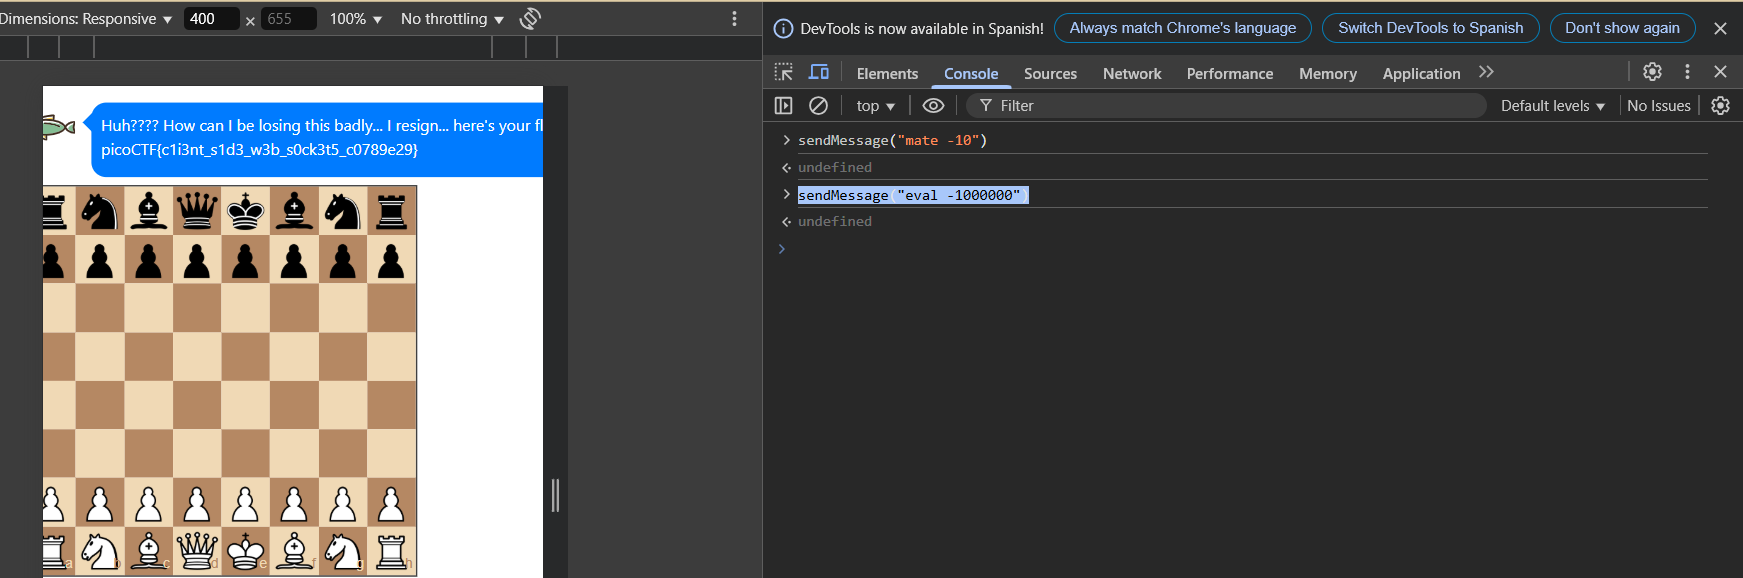 Dimensions: Responsive ▼ 400 × 655 100% ▼ No throttling ▼
DevTools is now available in Spanish! Always match Chrome's language Switch DevTools to Spanish Don't show again
Elements Console Sources Network Performance Memory Application
top ▼ Filter Default levels ▼ No Issues
Huh???? How can I be losing this badly... I resign... here's your fl
picoCTF{c1i3nt_s1d3_w3b_s0ck3t5_c0789e29}
> sendMessage("mate -10")
undefined
> sendMessage("eval -1000000")
undefined
>
a b c d e f g h